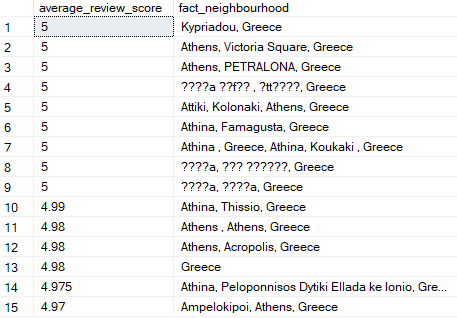 average_review_score fact_neighbourhood
1 5 Kypriadou, Greece
2 5 Athens, Victoria Square, Greece
3 5 Athens, PETRALONA, Greece
4 5 ????a ??f?? , ?tt????, Greece
5 5 Attiki, Kolonaki, Athens, Greece
6 5 Athina, Famagusta, Greece
7 5 Athina , Greece, Athina, Koukaki , Greece
8 5 ????a, ??? ??????, Greece
9 5 ????a, ????a, Greece
10 4.99 Athina, Thissio, Greece
11 4.98 Athens , Athens, Greece
12 4.98 Athens, Acropolis, Greece
13 4.98 Greece
14 4.975 Athina, Peloponnisos Dytiki Ellada ke Ionio, Gre...
15 4.97 Ampelokipoi, Athens, Greece